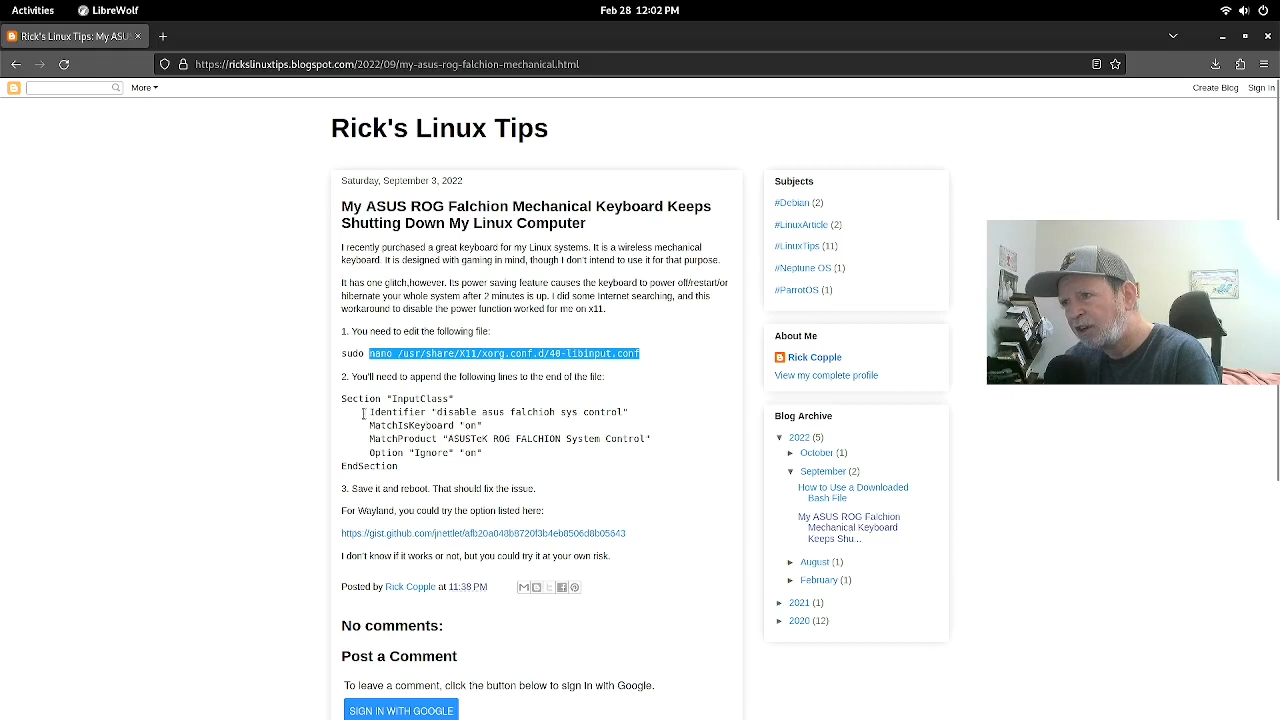 Activities
LibreWolf
Feb 28 12:02 PM
Rick's Linux Tips: My ASUS
https://rickslinuxtips.blogspot.com/2022/09/my-asus-rog-falchion-mechanical.html
More
Create Blog
Sign In
Rick's Linux Tips
Saturday, September 3, 2022
My ASUS ROG Falchion Mechanical Keyboard Keeps
Shutting Down My Linux Computer
I recently purchased a great keyboard for my Linux systems. It is a wireless mechanical
keyboard. It is designed with gaming in mind, though I don't intend to use it for that purpose.
It has one glitch,however. Its power saving feature causes the keyboard to power off/restart/or
hibernate your whole system after 2 minutes is up. I did some Internet searching, and this
workaround to disable the power function worked for me on x11.
1. You need to edit the following file:
sudo nano /usr/share/X11/xorg.conf.d/40-libinput.conf
2. You'll need to append the following lines to the end of the file:
Section "InputClass"
Identifier "disable asus falchioh sys control"
MatchIsKeyboard "on"
MatchProduct "ASUSTeK ROG FALCHION System Control"
Option "Ignore" "on"
EndSection
3. Save it and reboot. That should fix the issue.
For Wayland, you could try the option listed here:
https://gist.github.com/jnettlet/afb20a048b8720f3b4eb8506d8b05643
I don't know if it works or not, but you could try it at your own risk.
Posted by Rick Copple at 11:38 PM
No comments:
Post a Comment
To leave a comment, click the button below to sign in with Google.
SIGN IN WITH GOOGLE
Subjects
#Debian (2)
#LinuxArticle (2)
#LinuxTips (11)
#Neptune OS (1)
#ParrotOS (1)
About Me
Rick Copple
View my complete profile
Blog Archive
▼ 2022 (5)
► October (1)
▼ September (2)
How to Use a Downloaded
Bash File
My ASUS ROG Falchion
Mechanical Keyboard
Keeps Shu...
► August (1)
► February (1)
► 2021 (1)
► 2020 (12)